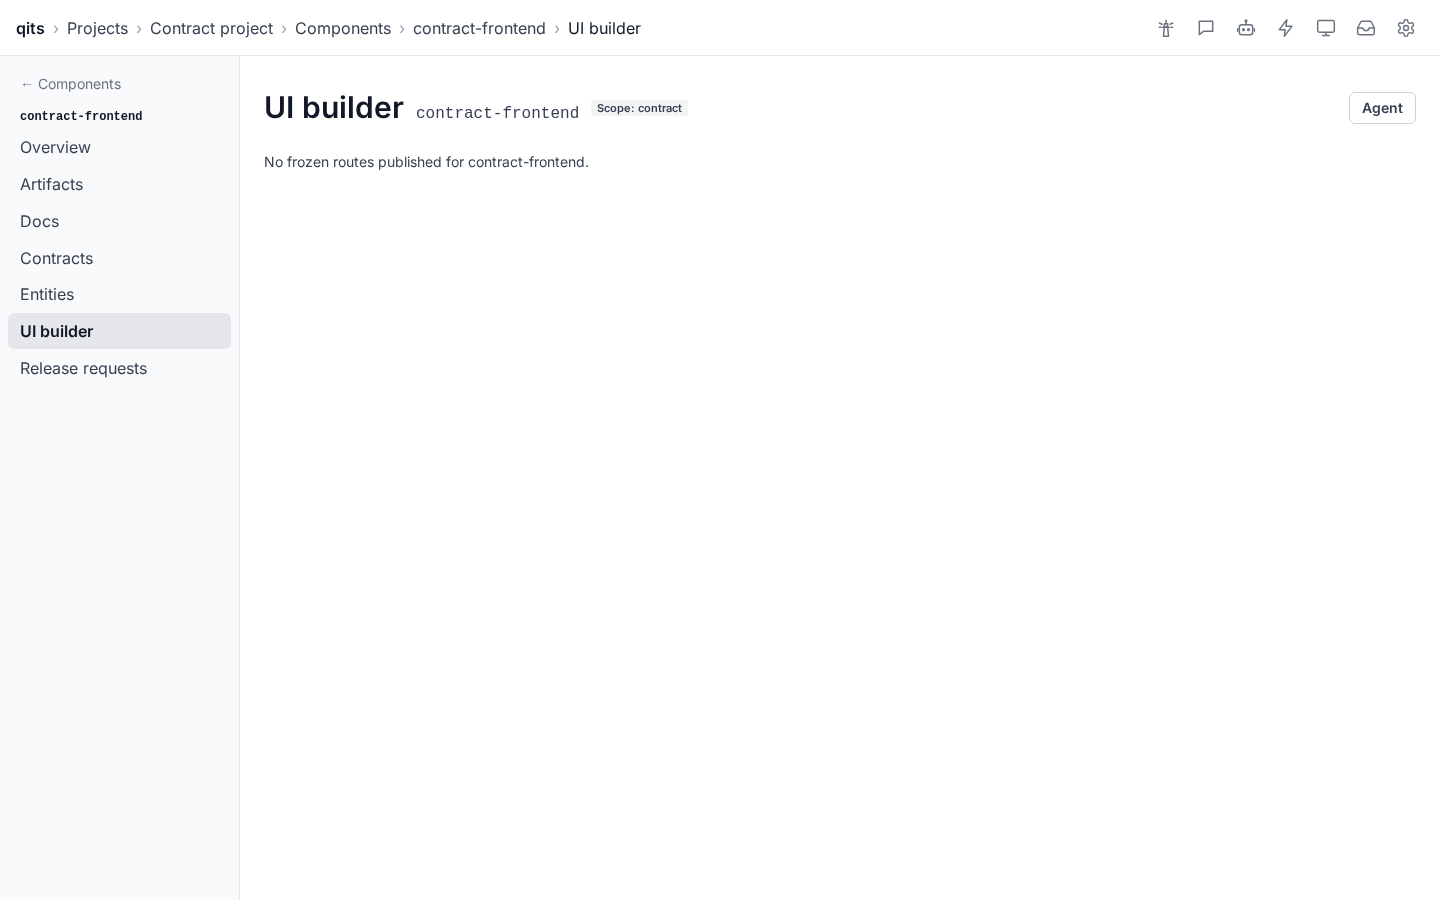 qits › Projects › Contract project › Components › contract-frontend › UI builder
← Components
contract-frontend
Overview
Artifacts
Docs
Contracts
Entities
UI builder
Release requests
UI builder contract-frontend Scope: contract
Agent
No frozen routes published for contract-frontend.